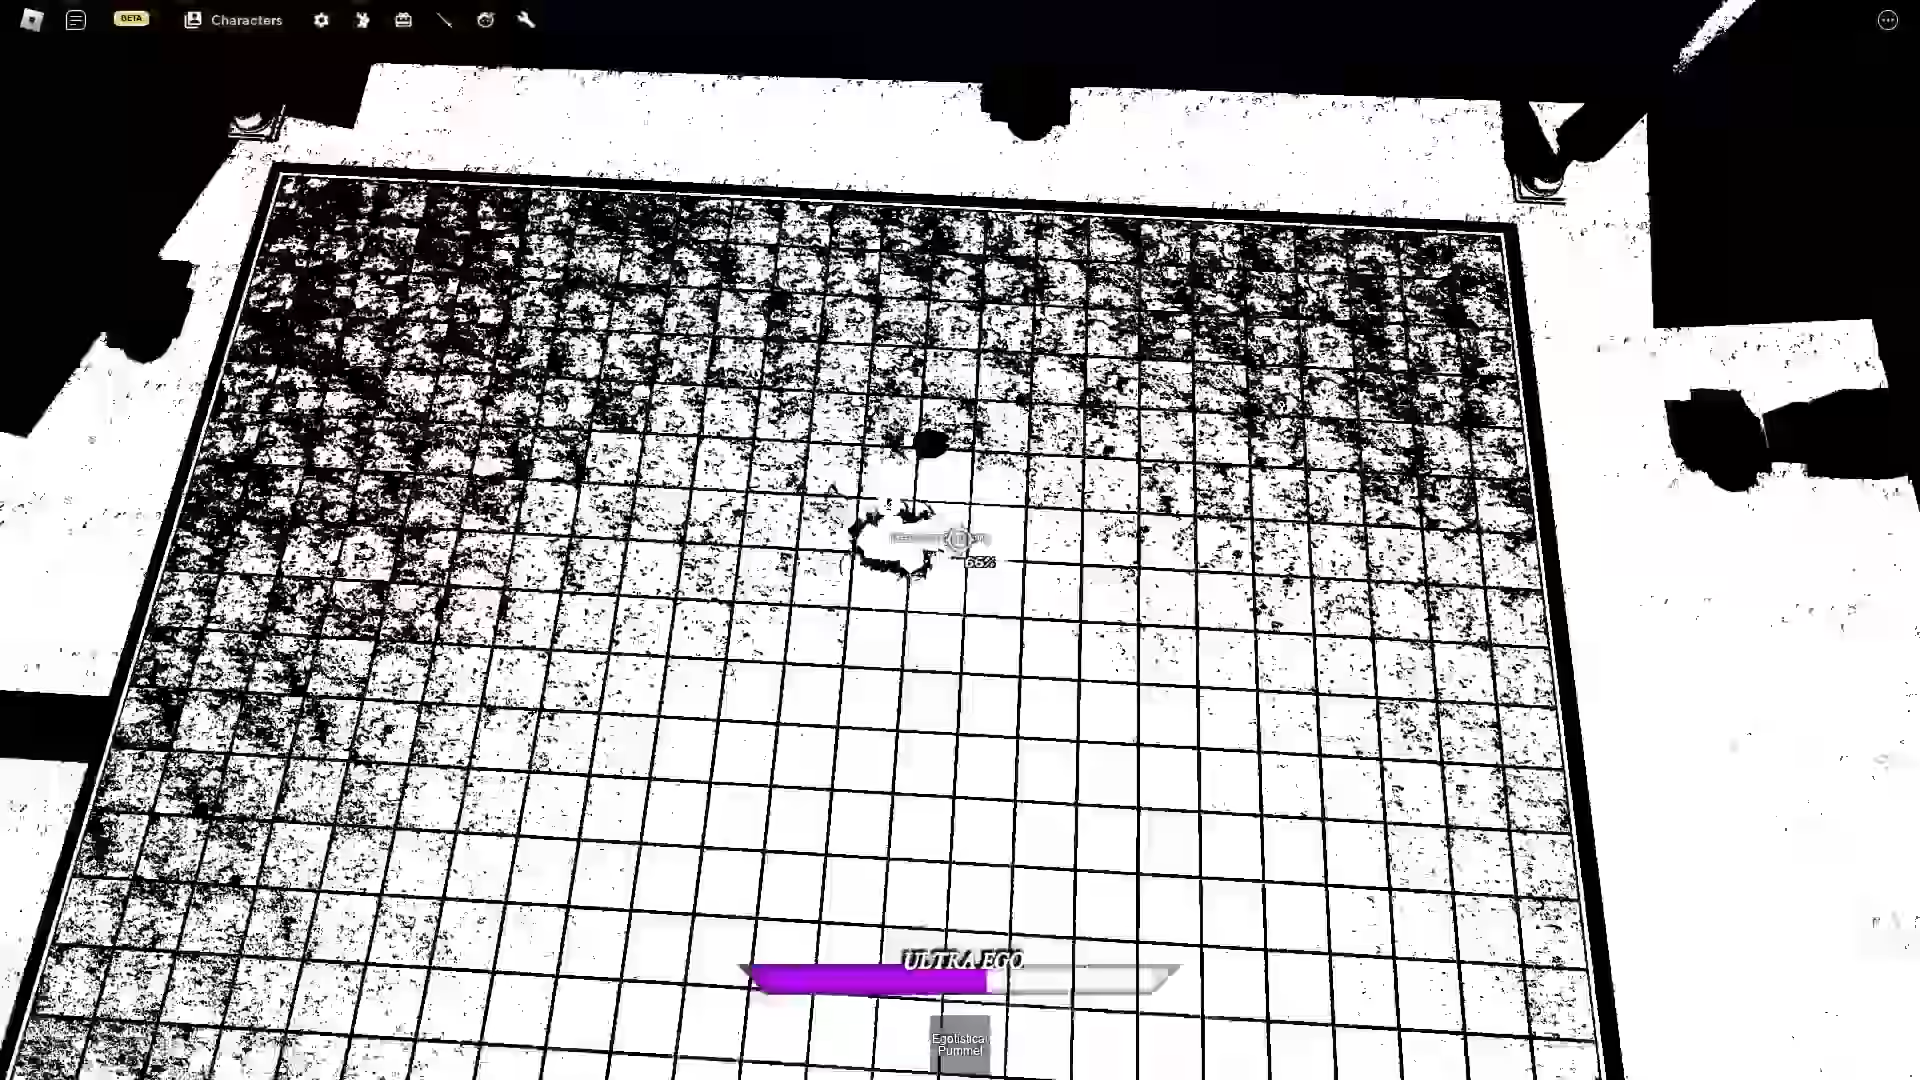 BETA
Characters
66%
ULTRA EGO
Egotistical
Pummel